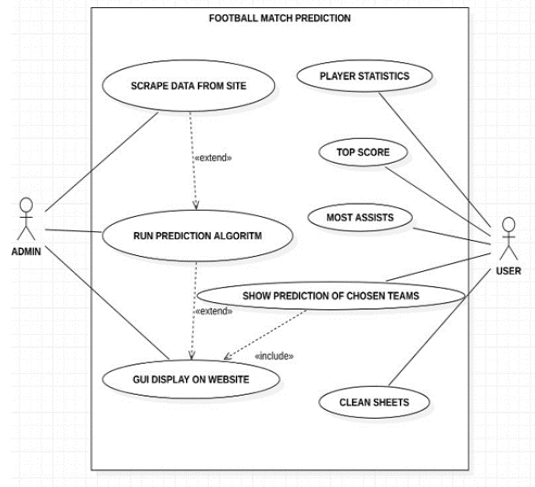 FOOTBALL MATCH PREDICTION
SCRAPE DATA FROM SITE
PLAYER STATISTICS
«extend»
TOP SCORE
ADMIN
RUN PREDICTION ALGORITM
MOST ASSISTS
USER
SHOW PREDICTION OF CHOSEN TEAMS
«extend»
«include»
GUI DISPLAY ON WEBSITE
CLEAN SHEETS